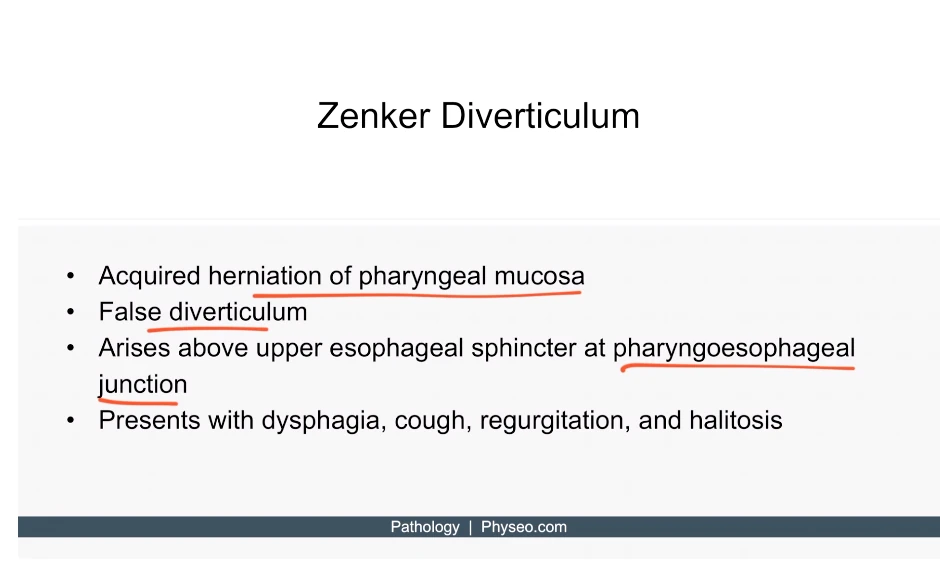 Zenker Diverticulum
• Acquired herniation of pharyngeal mucosa
• False diverticulum
• Arises above upper esophageal sphincter at pharyngoesophageal
junction
• Presents with dysphagia, cough, regurgitation, and halitosis
Pathology | Physeo.com